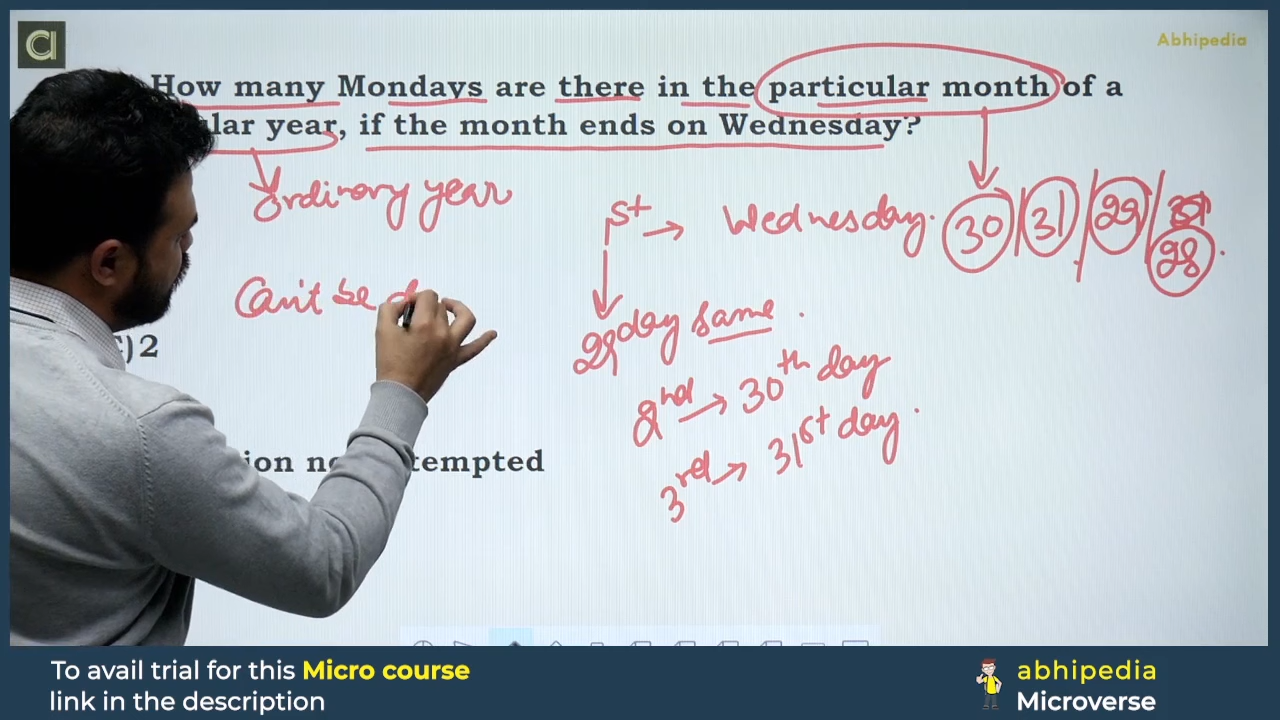 Abhipedia
How many Mondays are there in the particular month of a
lar year, if the month ends on Wednesday?
ordinary year
1st → Wednesday. 30 / 31 / 29 / 28.
Can't be d
29 day same.
C) 2
2nd → 30th day
3rd → 31st day.
ion no tempted
To avail trial for this Micro course
link in the description
abhipedia
Microverse